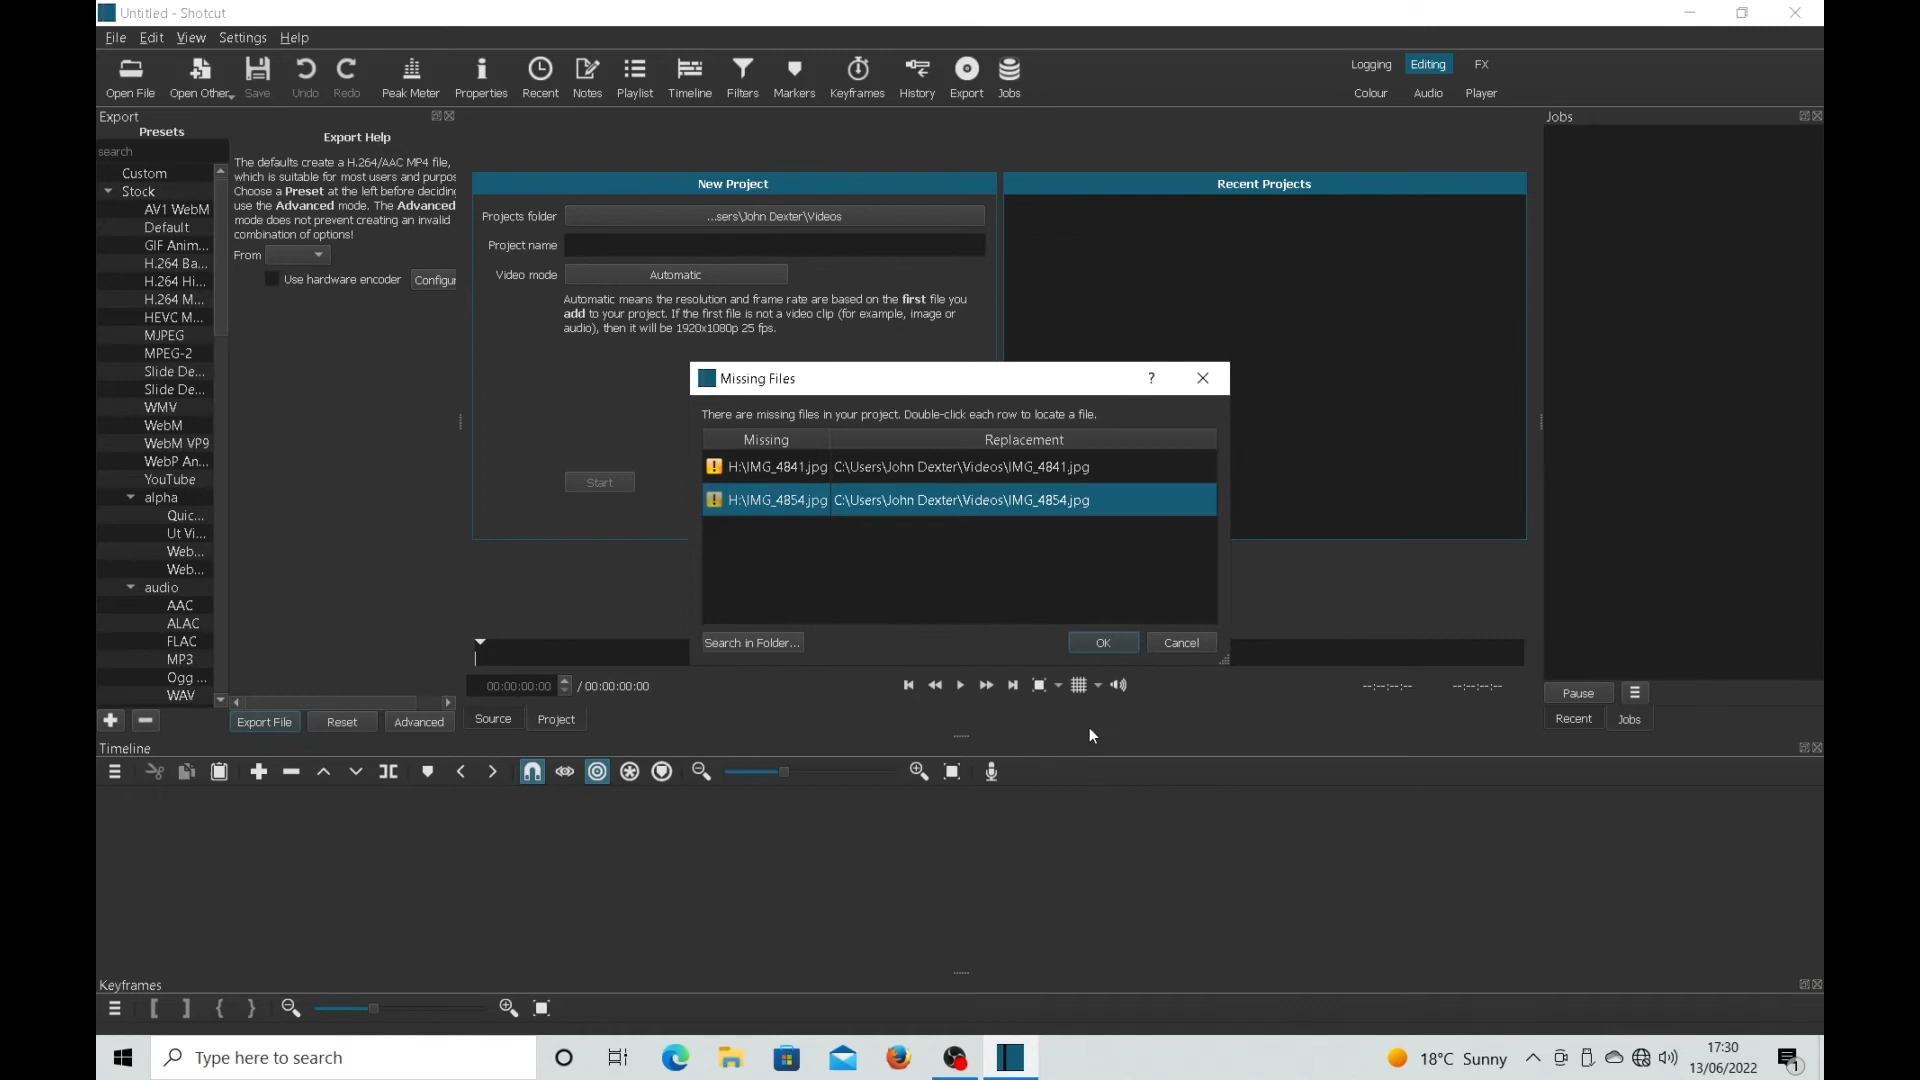 Untitled - Shotcut
File Edit View Settings Help
Open File Open Other... Save Undo Redo Peak Meter Properties Recent Notes Playlist Timeline Filters Markers Keyframes History Export Jobs
Logging Editing FX
Colour Audio Player
Export
Presets
search
Custom
Stock
AV1 WebM
Default
GIF Anim...
H.264 Ba...
H.264 Hi...
H.264 M...
HEVC M...
MJPEG
MPEG-2
Slide De...
Slide De...
WMV
WebM
WebM VP9
WebP An...
YouTube
alpha
Quic...
Ut Vi...
Web...
Web...
audio
AAC
ALAC
FLAC
MP3
Ogg ...
WAV
Export Help
The defaults create a H.264/AAC MP4 file,
which is suitable for most users and purpos
Choose a Preset at the left before deciding
use the Advanced mode. The Advanced
mode does not prevent creating an invalid
combination of options!
From
Use hardware encoder Configur
Export File Reset Advanced
New Project
Projects folder ...sers\John Dexter\Videos
Project name
Video mode Automatic
Automatic means the resolution and frame rate are based on the first file you
add to your project. If the first file is not a video clip (for example, image or
audio), then it will be 1920x1080p 25 fps.
Start
Recent Projects
Missing Files ?
There are missing files in your project. Double-click each row to locate a file.
Missing Replacement
H:\IMG_4841.jpg C:\Users\John Dexter\Videos\IMG_4841.jpg
H:\IMG_4854.jpg C:\Users\John Dexter\Videos\IMG_4854.jpg
Search in Folder... OK Cancel
00:00:00:00 / 00:00:00:00
--:--:--:-- --:--:--:--
Source Project
Jobs
Pause
Recent Jobs
Timeline
Keyframes
Type here to search
18°C Sunny
17:30
13/06/2022
1